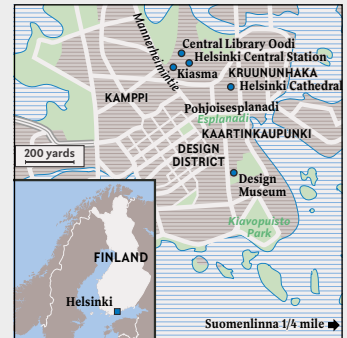 Mannerheimintie
Central Library Oodi
Helsinki Central Station
Kiasma
KRUUNUNHAKA
Helsinki Cathedral
KAMPPI
Pohjoisesplanadi
Esplanadi
KAARTINKAUPUNKI
200 yards
DESIGN
DISTRICT
Design
Museum
Klavopuisto
Park
FINLAND
Helsinki
Suomenlinna 1/4 mile